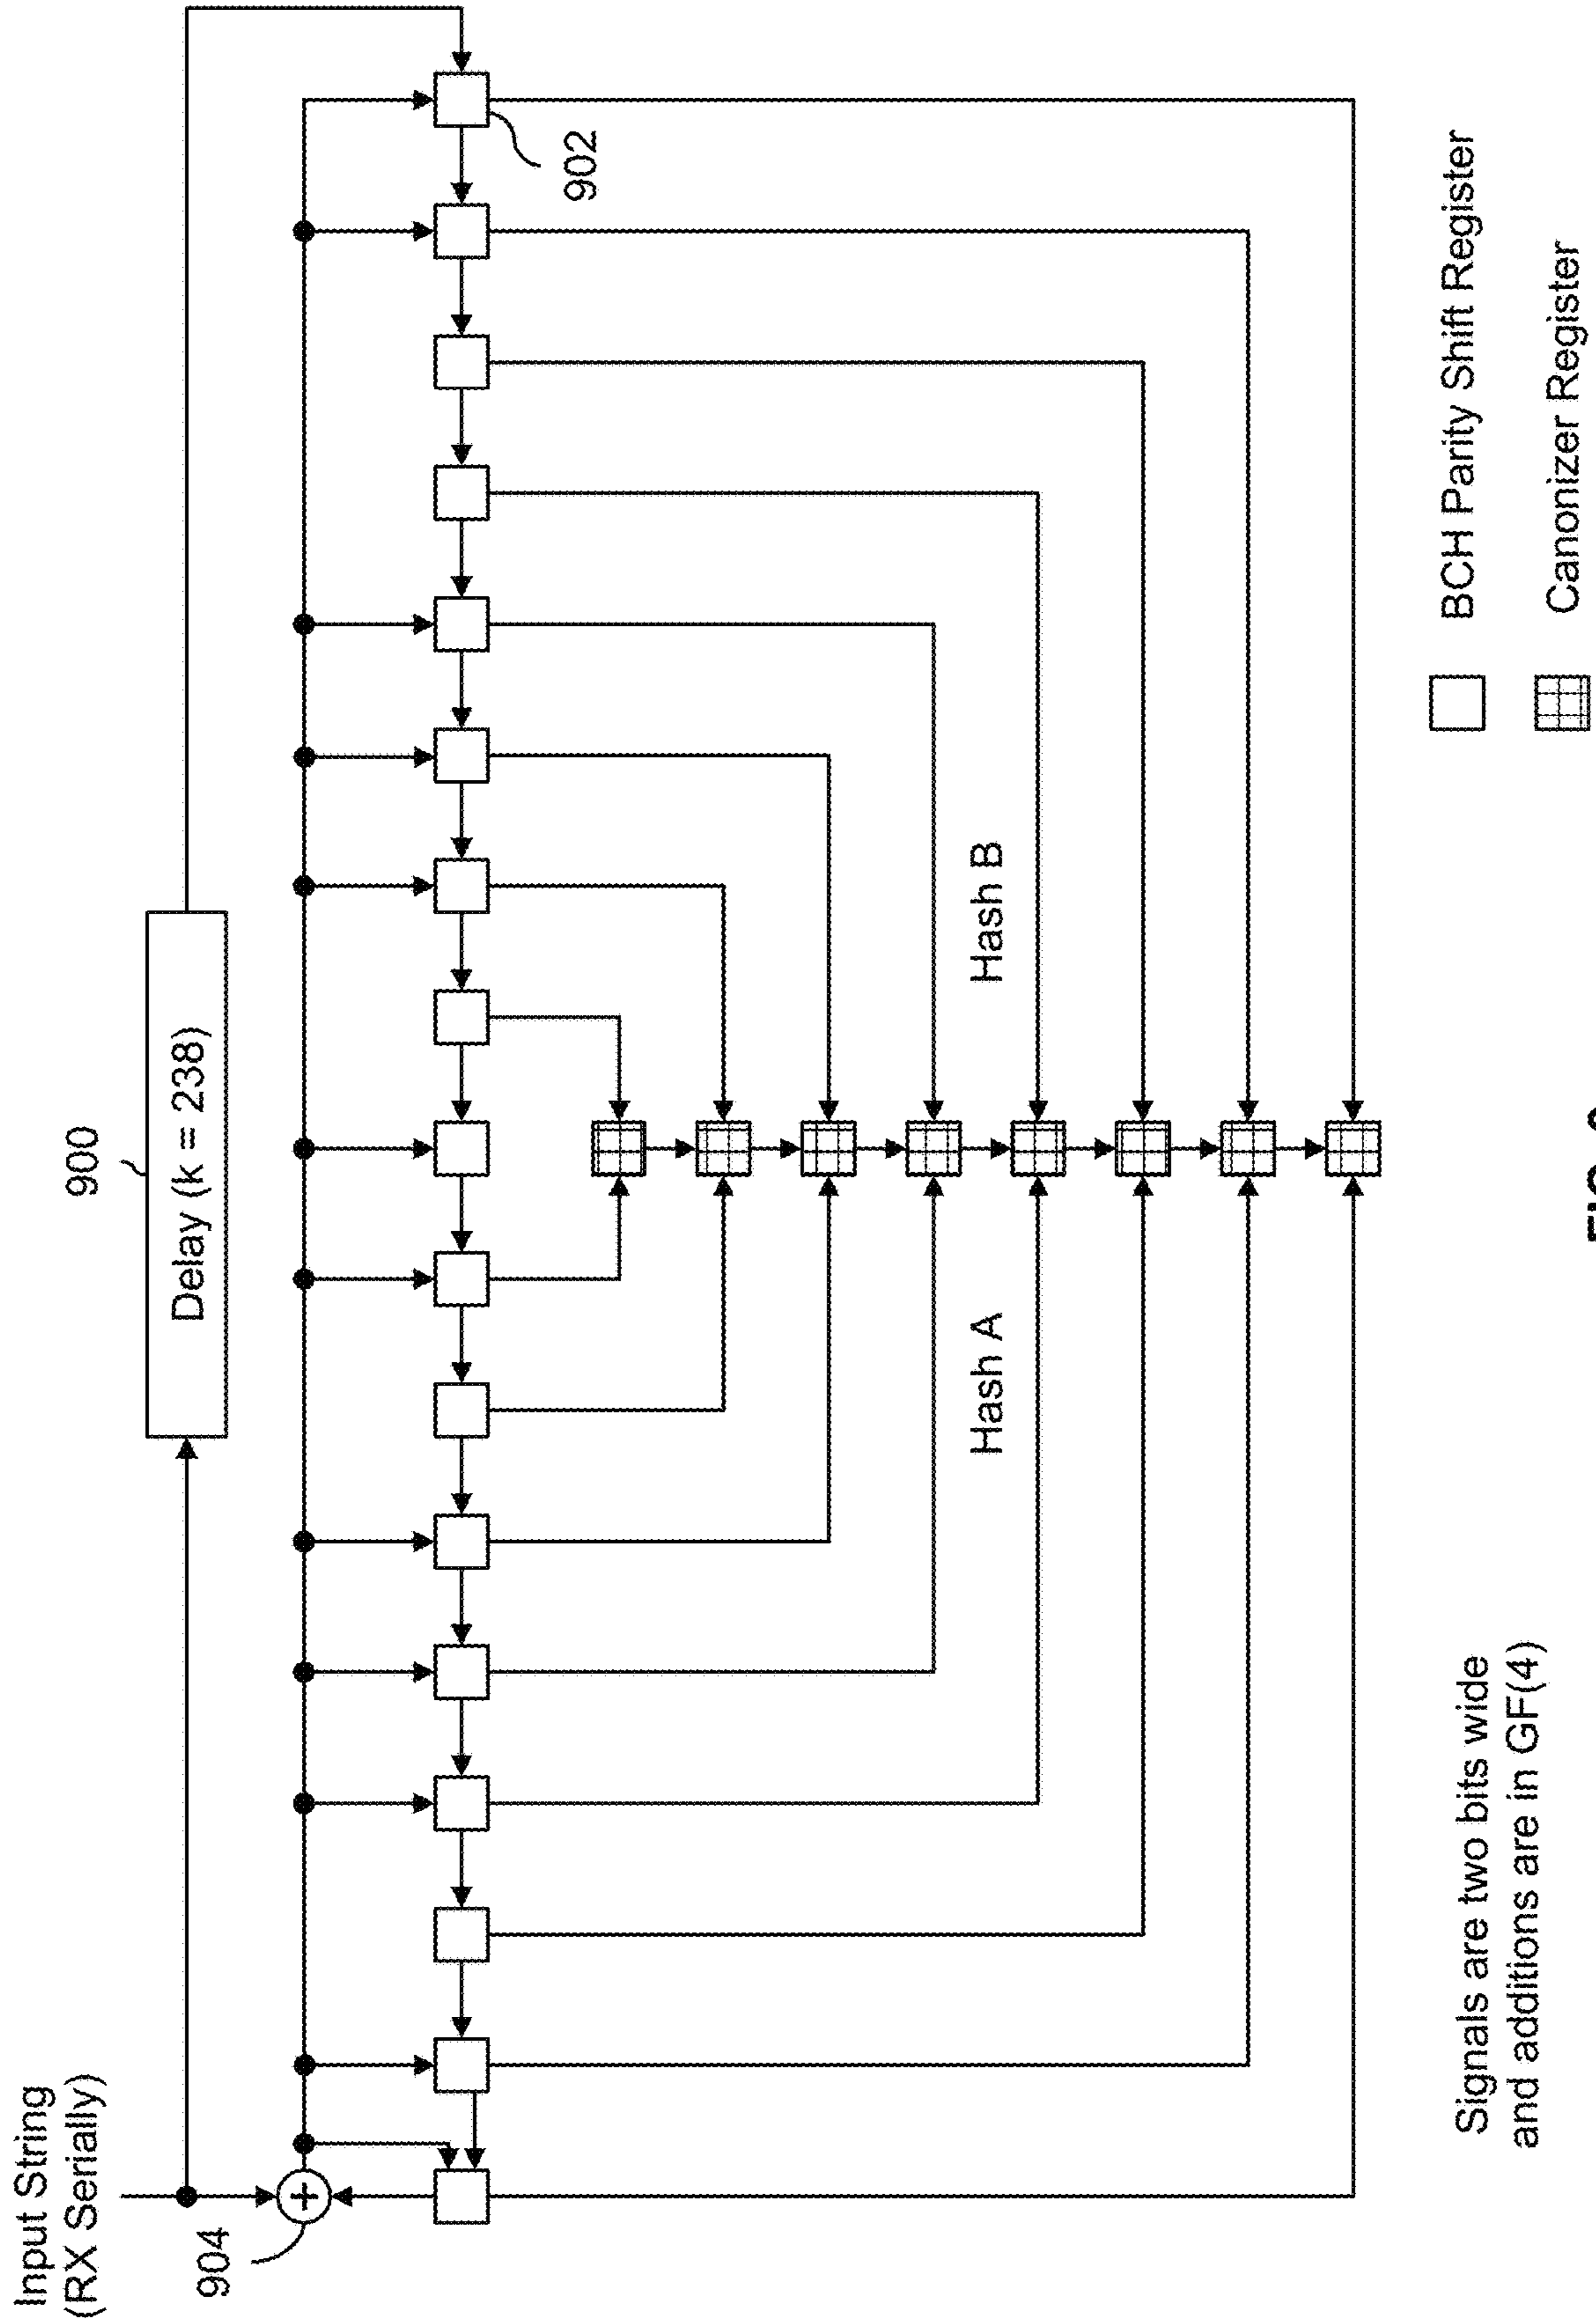 Input String
(RX Serially)
900
Delay (k = 238)
904
902
Hash A
Hash B
Signals are two bits wide
and additions are in GF(4)
BCH Parity Shift Register
Canonizer Register